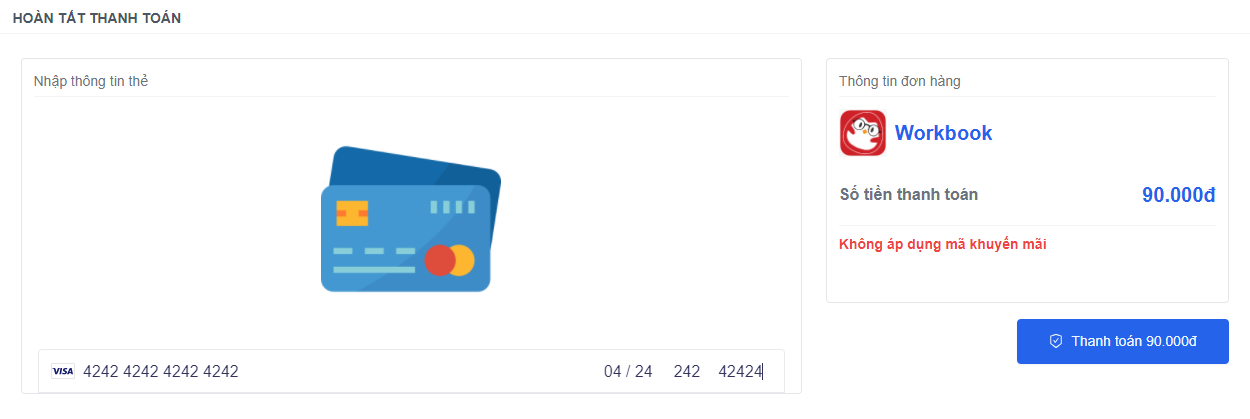 HOÀN TẤT THANH TOÁN
Nhập thông tin thẻ
VISA 4242 4242 4242 4242 04 / 24 242 42424
Thông tin đơn hàng
Workbook
Số tiền thanh toán 90.000đ
Không áp dụng mã khuyến mãi
Thanh toán 90.000đ